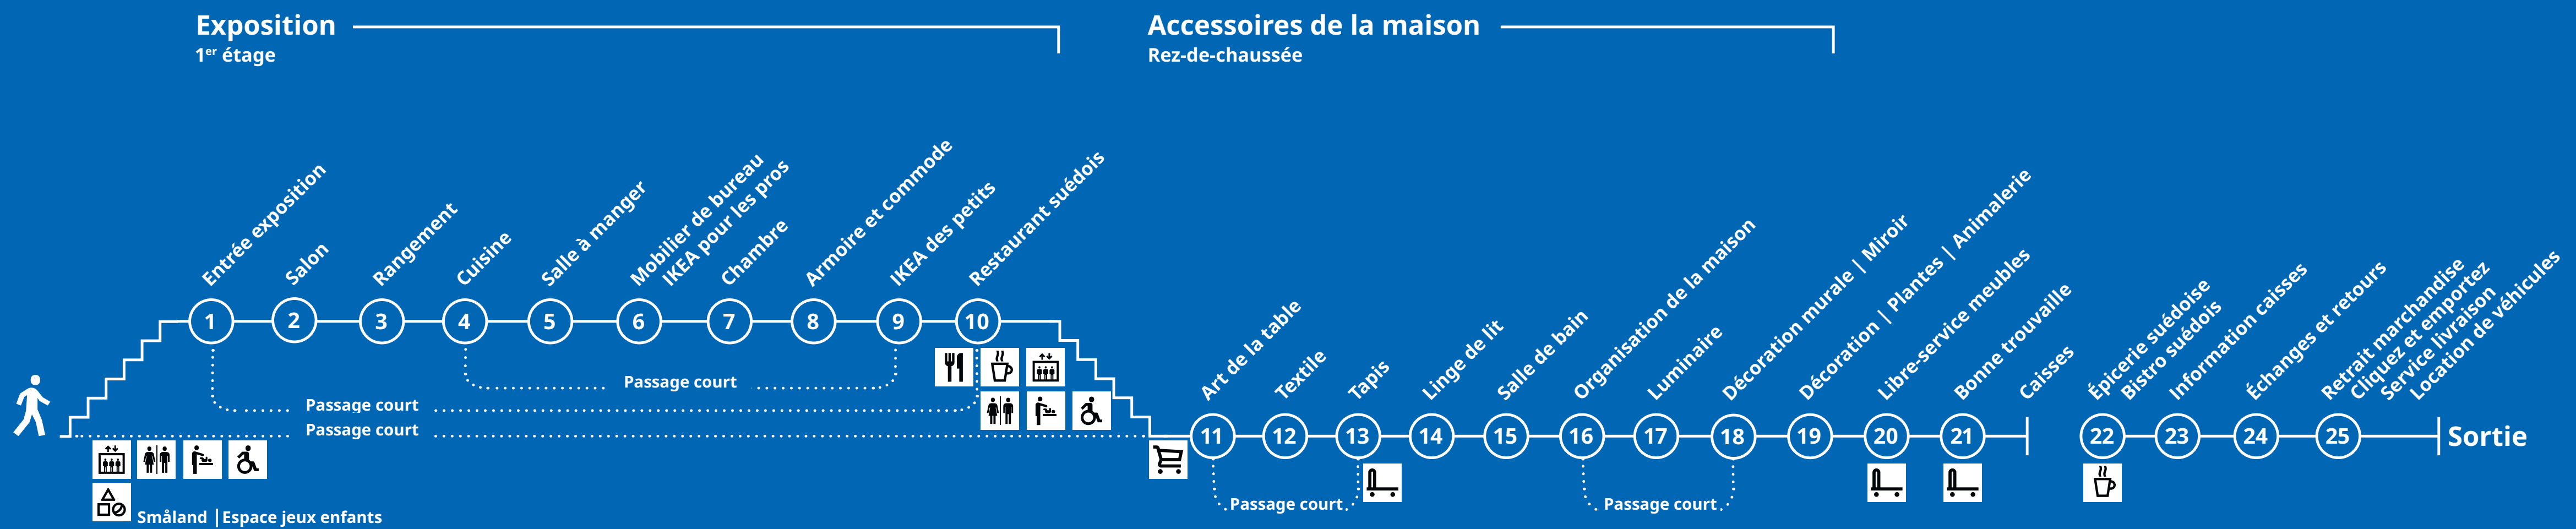 Exposition
1er étage
Accessoires de la maison
Rez-de-chaussée
Entrée exposition
Salon
Rangement
Cuisine
Salle à manger
Mobilier de bureau
IKEA pour les pros
Chambre
Armoire et commode
IKEA des petits
Restaurant suédois
1
2
3
4
5
6
7
8
9
10
Passage court
Passage court
Passage court
Småland | Espace jeux enfants
Art de la table
Textile
Tapis
Linge de lit
Salle de bain
Organisation de la maison
Luminaire
Décoration murale | Miroir
Décoration | Plantes | Animalerie
Libre-service meubles
Bonne trouvaille
Caisses
Épicerie suédoise
Bistro suédois
Information caisses
Échanges et retours
Retrait marchandise
Cliquez et emportez
Service livraison
Location de véhicules
11
12
13
14
15
16
17
18
19
20
21
22
23
24
25
Sortie
Passage court
Passage court